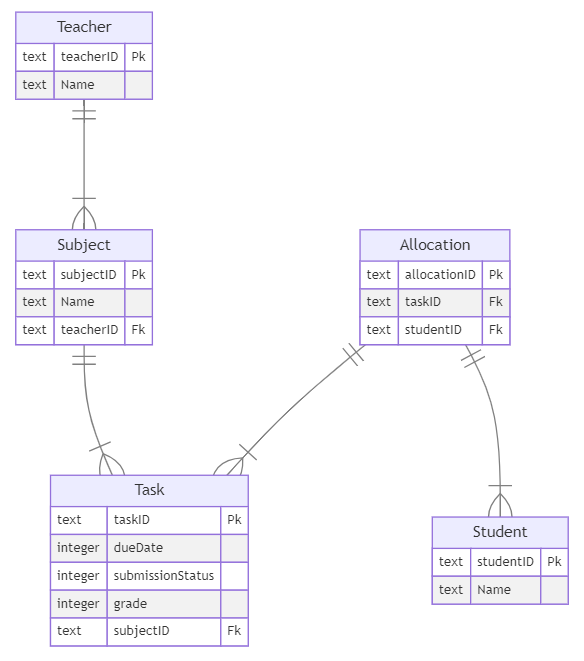 Teacher
text teacherID Pk
text Name
Subject
text subjectID Pk
text Name
text teacherID Fk
Allocation
text allocationID Pk
text taskID Fk
text studentID Fk
Task
text taskID Pk
integer dueDate
integer submissionStatus
integer grade
text subjectID Fk
Student
text studentID Pk
text Name